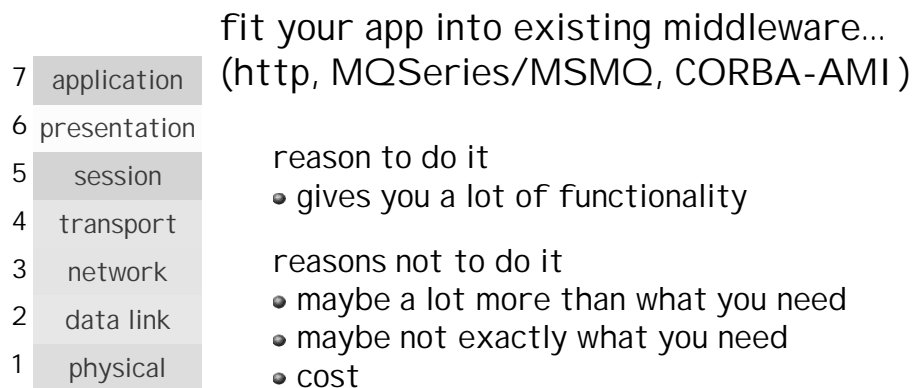 fit your app into existing middleware...
(http, MQSeries/MSMQ, CORBA-AMI)
7 application
6 presentation
5 session
4 transport
3 network
2 data link
1 physical
reason to do it
• gives you a lot of functionality
reasons not to do it
• maybe a lot more than what you need
• maybe not exactly what you need
• cost